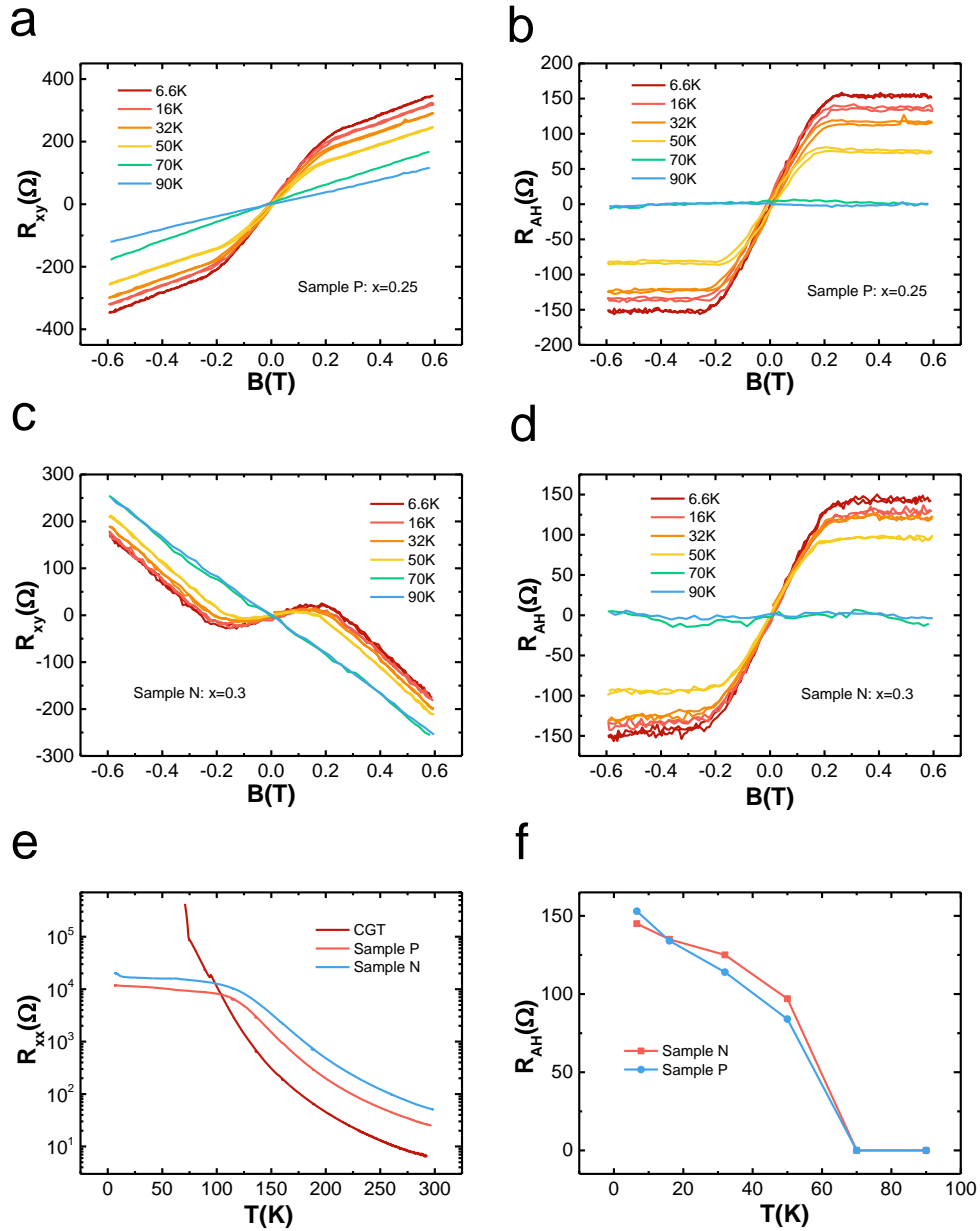 a
400
200
0
-200
-400
Rxy(Ω)
6.6K
16K
32K
50K
70K
90K
Sample P: x=0.25
-0.6 -0.4 -0.2 0.0 0.2 0.4 0.6
B(T)
b
200
150
100
50
0
-50
-100
-150
-200
RAH(Ω)
6.6K
16K
32K
50K
70K
90K
Sample P: x=0.25
-0.6 -0.4 -0.2 0.0 0.2 0.4 0.6
B(T)
c
300
200
100
0
-100
-200
-300
Rxy(Ω)
6.6K
16K
32K
50K
70K
90K
Sample N: x=0.3
-0.6 -0.4 -0.2 0.0 0.2 0.4 0.6
B(T)
d
150
100
50
0
-50
-100
-150
RAH(Ω)
6.6K
16K
32K
50K
70K
90K
Sample N: x=0.3
-0.6 -0.4 -0.2 0.0 0.2 0.4 0.6
B(T)
e
10^5
10^4
10^3
10^2
10^1
Rxx(Ω)
CGT
Sample P
Sample N
0 50 100 150 200 250 300
T(K)
f
150
100
50
0
RAH(Ω)
Sample N
Sample P
0 20 40 60 80 100
T(K)